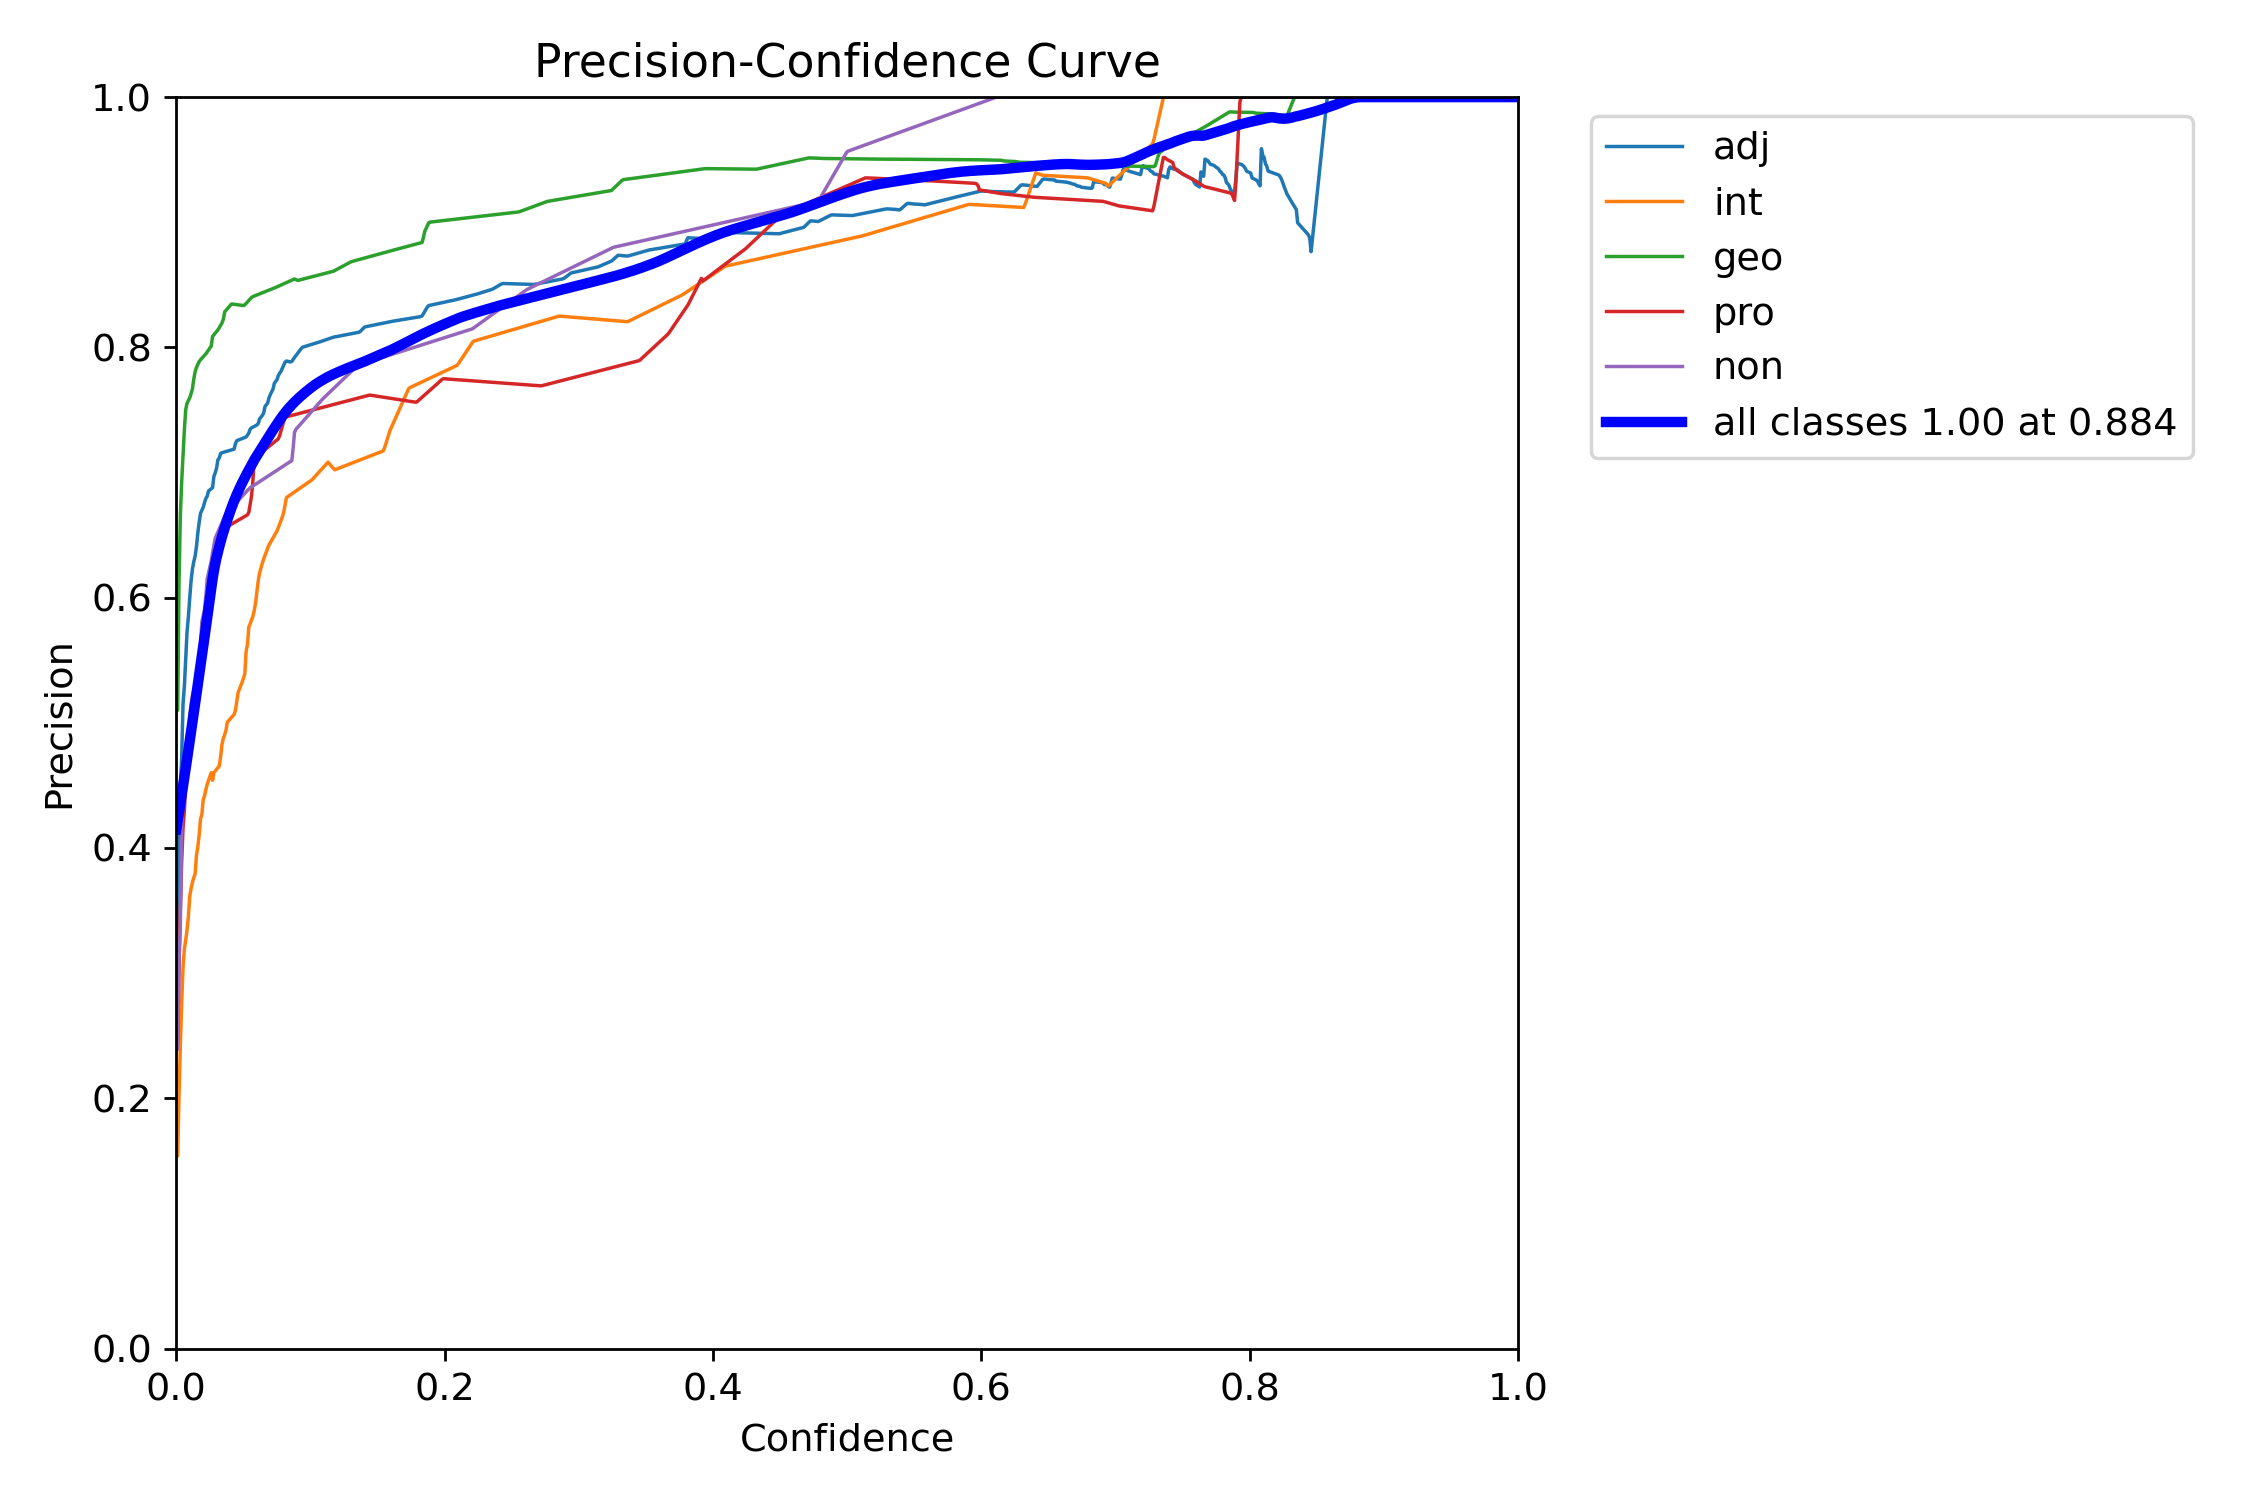 Precision-Confidence Curve
1.0
0.8
0.6
0.4
0.2
0.0
Precision
0.0 0.2 0.4 0.6 0.8 1.0
Confidence
adj
int
geo
pro
non
all classes 1.00 at 0.884